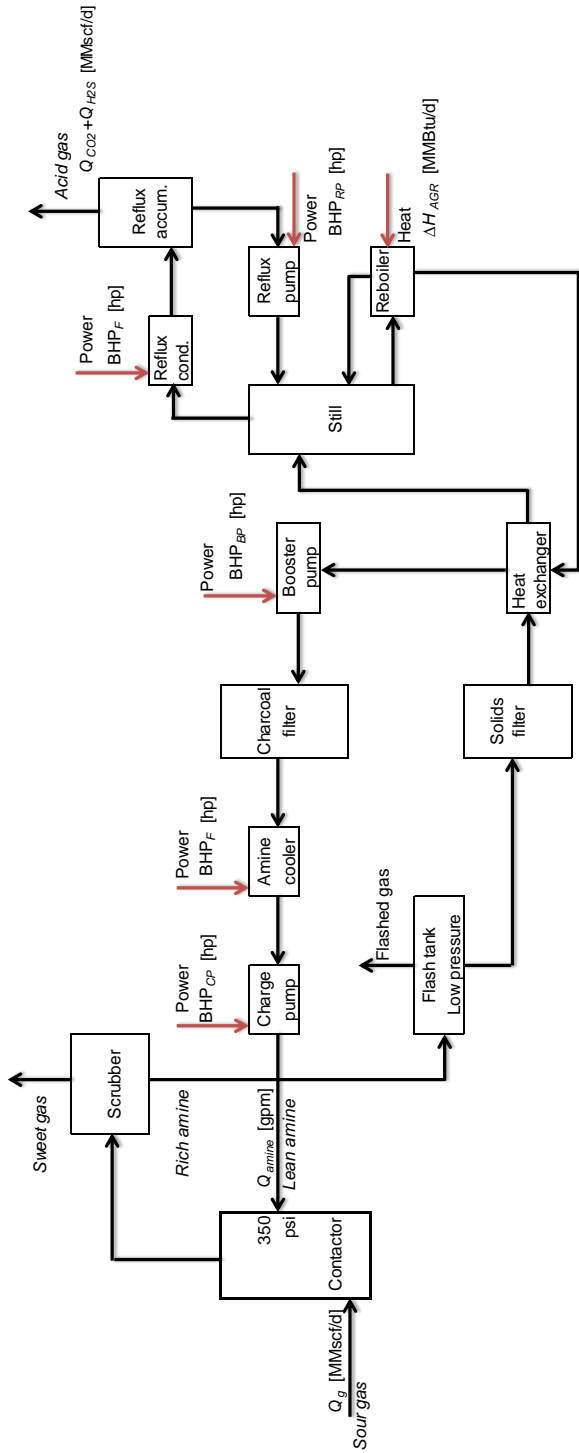 Acid gas
Q CO2 + Q H2S [MMscf/d]
Reflux
accum.
Power
BHP F [hp]
Reflux
cond.
Reflux
pump
Power
BHP RP [hp]
Reboiler
Heat
ΔH AGR [MMBtu/d]
Still
Power
BHP BP [hp]
Booster
pump
Heat
exchanger
Charcoal
filter
Solids
filter
Power
BHP F [hp]
Amine
cooler
Flashed gas
Flash tank
Low pressure
Power
BHP CP [hp]
Charge
pump
Sweet gas
Scrubber
Rich amine
Q amine [gpm]
Lean amine
350
psi
Contactor
Q g [MMscf/d]
Sour gas